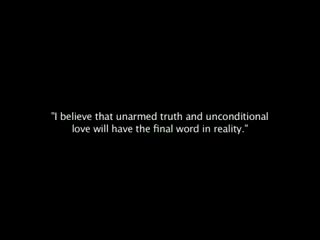 "I believe that unarmed truth and unconditional
love will have the final word in reality."